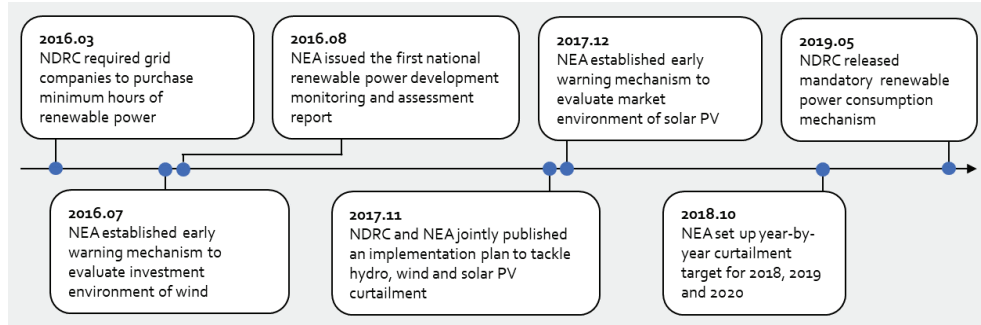 2016.03
NDRC required grid
companies to purchase
minimum hours of
renewable power
2016.08
NEA issued the first national
renewable power development
monitoring and assessment
report
2017.12
NEA established early
warning mechanism to
evaluate market
environment of solar PV
2019.05
NDRC released
mandatory renewable
power consumption
mechanism
2016.07
NEA established early
warning mechanism to
evaluate investment
environment of wind
2017.11
NDRC and NEA jointly published
an implementation plan to tackle
hydro, wind and solar PV
curtailment
2018.10
NEA set up year-by-
year curtailment
target for 2018, 2019
and 2020